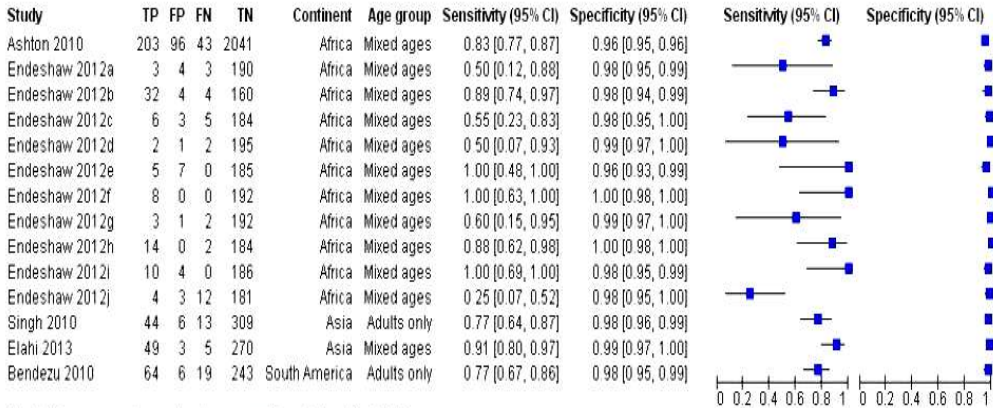 Study TP FP FN TN Continent Age group Sensitivity (95% CI) Specificity (95% CI) Sensitivity (95% CI) Specificity (95% CI)
Ashton 2010 203 96 43 2041 Africa Mixed ages 0.83 [0.77, 0.87] 0.96 [0.95, 0.96]
Endeshaw 2012a 3 4 3 190 Africa Mixed ages 0.50 [0.12, 0.88] 0.98 [0.95, 0.99]
Endeshaw 2012b 32 4 4 160 Africa Mixed ages 0.89 [0.74, 0.97] 0.98 [0.94, 0.99]
Endeshaw 2012c 6 3 5 184 Africa Mixed ages 0.55 [0.23, 0.83] 0.98 [0.95, 1.00]
Endeshaw 2012d 2 1 2 195 Africa Mixed ages 0.50 [0.07, 0.93] 0.99 [0.97, 1.00]
Endeshaw 2012e 5 7 0 185 Africa Mixed ages 1.00 [0.48, 1.00] 0.96 [0.93, 0.99]
Endeshaw 2012f 8 0 0 192 Africa Mixed ages 1.00 [0.63, 1.00] 1.00 [0.98, 1.00]
Endeshaw 2012g 3 1 2 192 Africa Mixed ages 0.60 [0.15, 0.95] 0.99 [0.97, 1.00]
Endeshaw 2012h 14 0 2 184 Africa Mixed ages 0.88 [0.62, 0.98] 1.00 [0.98, 1.00]
Endeshaw 2012i 10 4 0 186 Africa Mixed ages 1.00 [0.69, 1.00] 0.98 [0.95, 0.99]
Endeshaw 2012j 4 3 12 181 Africa Mixed ages 0.25 [0.07, 0.52] 0.98 [0.95, 1.00]
Singh 2010 44 6 13 309 Asia Adults only 0.77 [0.64, 0.87] 0.98 [0.96, 0.99]
Elahi 2013 49 3 5 270 Asia Mixed ages 0.91 [0.80, 0.97] 0.99 [0.97, 1.00]
Bendezu 2010 64 6 19 243 South America Adults only 0.77 [0.67, 0.86] 0.98 [0.95, 0.99]
0 0.2 0.4 0.6 0.8 1 0 0.2 0.4 0.6 0.8 1